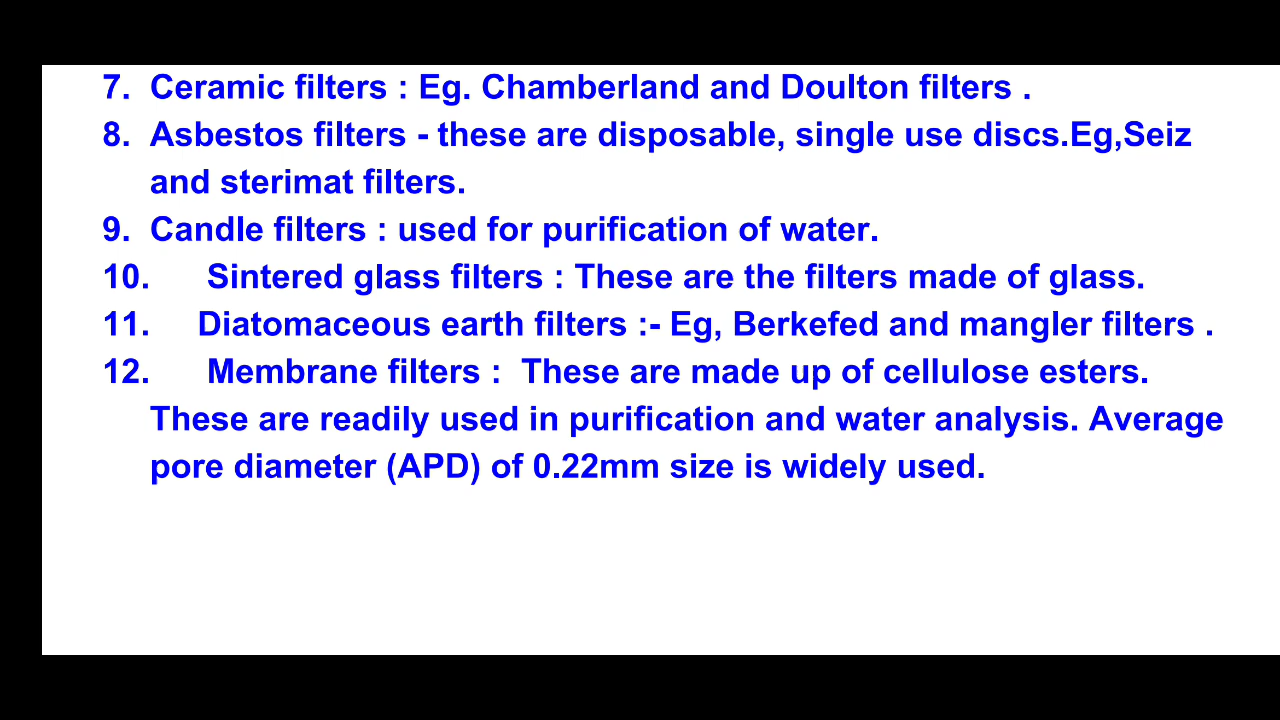 7. Ceramic filters : Eg. Chamberland and Doulton filters .
8. Asbestos filters - these are disposable, single use discs.Eg,Seiz
and sterimat filters.
9. Candle filters : used for purification of water.
10. Sintered glass filters : These are the filters made of glass.
11. Diatomaceous earth filters :- Eg, Berkefed and mangler filters .
12. Membrane filters : These are made up of cellulose esters.
These are readily used in purification and water analysis. Average
pore diameter (APD) of 0.22mm size is widely used.